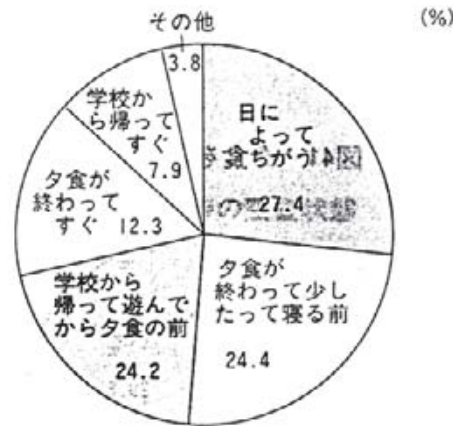 (%)
その他
3.8
日に
よって
ちがう
27.4
夕食が
終わって少し
たって寝る前
24.4
学校から
帰って遊んで
から夕食の前
24.2
夕食が
終わって
すぐ 12.3
学校か
ら帰って
すぐ
7.9